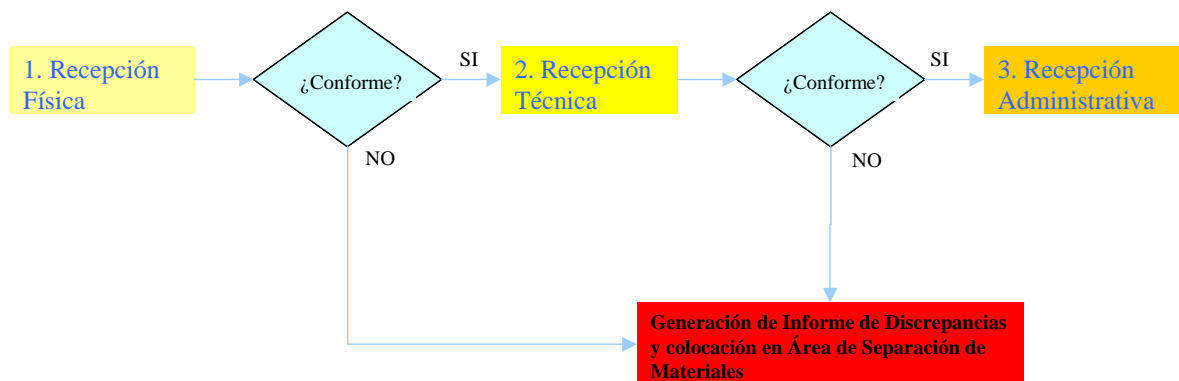 1. Recepción
Física
¿Conforme?
SI
NO
2. Recepción
Técnica
¿Conforme?
SI
NO
3. Recepción
Administrativa
Generación de Informe de Discrepancias
y colocación en Área de Separación de
Materiales